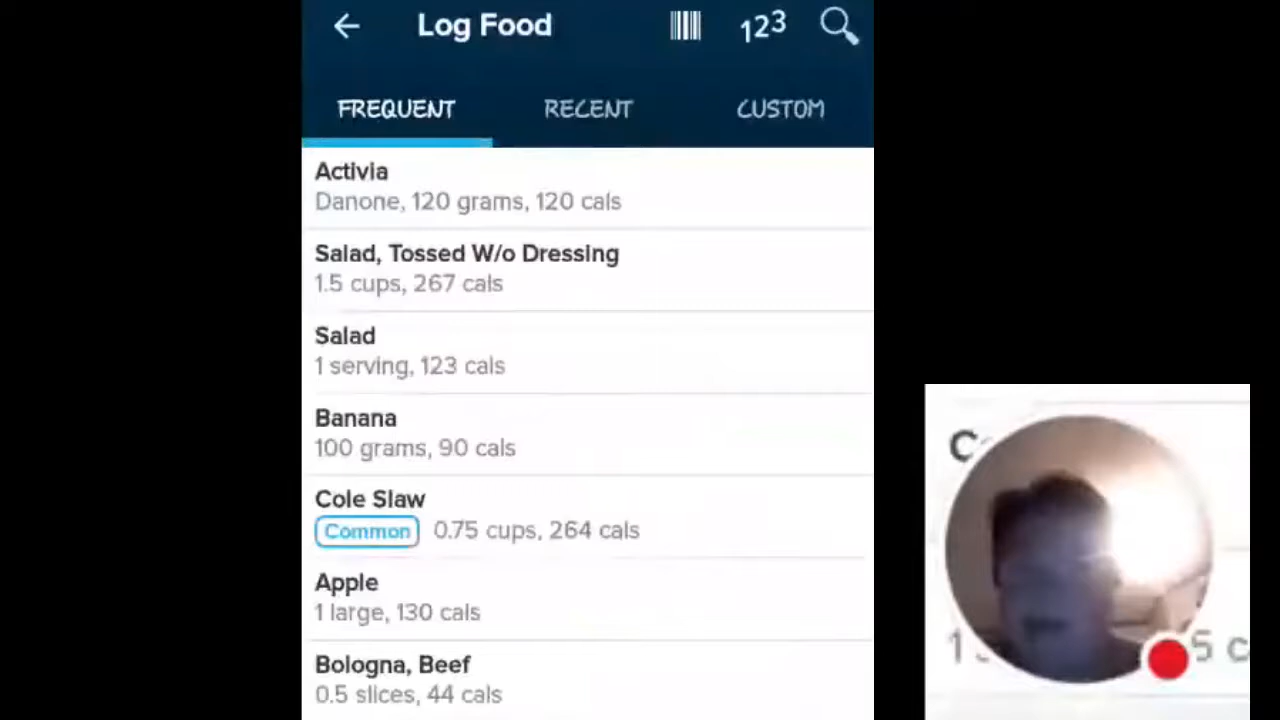 Log Food
123
FREQUENT
RECENT
CUSTOM
Activia
Danone, 120 grams, 120 cals
Salad, Tossed W/o Dressing
1.5 cups, 267 cals
Salad
1 serving, 123 cals
Banana
100 grams, 90 cals
Cole Slaw
Common 0.75 cups, 264 cals
Apple
1 large, 130 cals
Bologna, Beef
0.5 slices, 44 cals